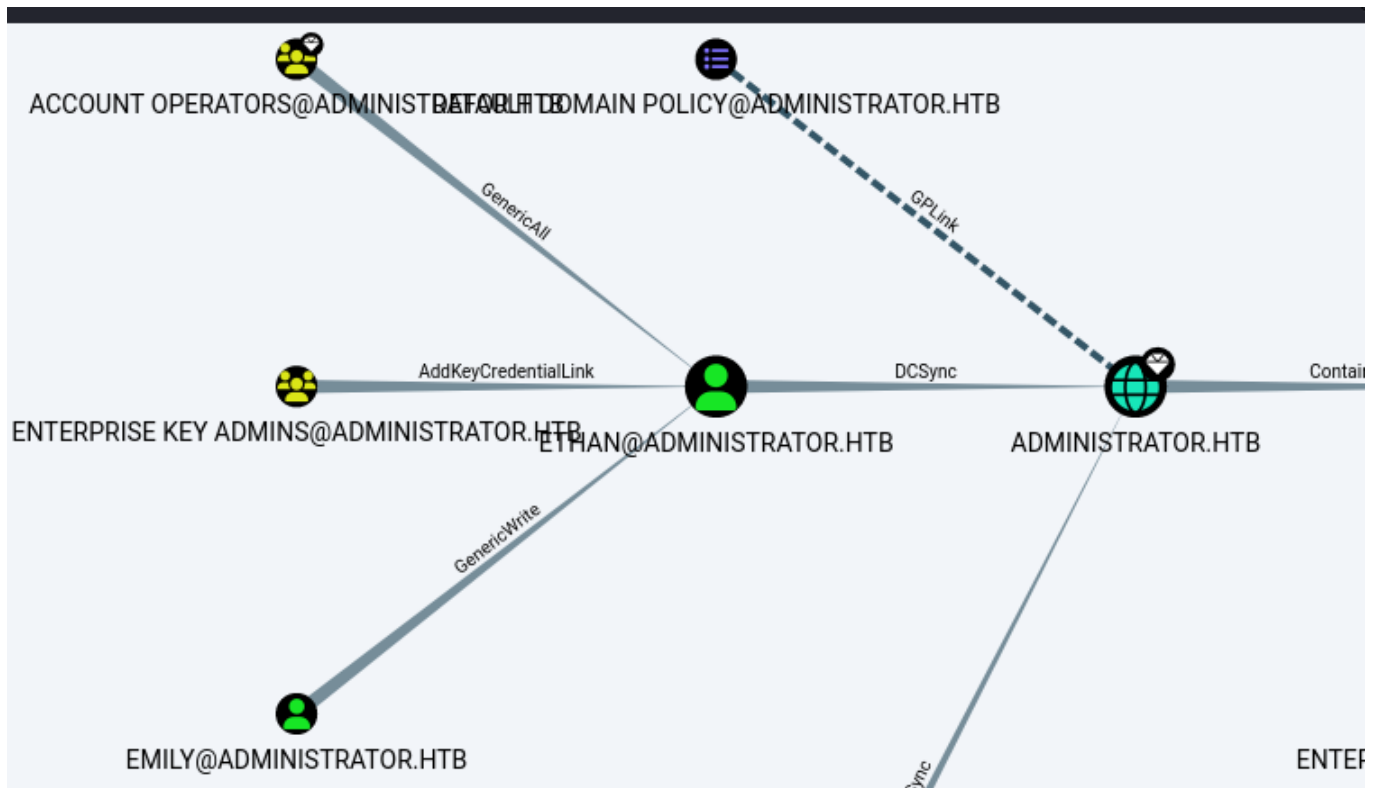 ACCOUNT OPERATORS@ADMINISTRATOR.HTB
DEFAULT DOMAIN POLICY@ADMINISTRATOR.HTB
GenericAll
GPLink
AddKeyCredentialLink
DCSync
Contain
ENTERPRISE KEY ADMINS@ADMINISTRATOR.HTB
ETHAN@ADMINISTRATOR.HTB
ADMINISTRATOR.HTB
GenericWrite
EMILY@ADMINISTRATOR.HTB
ync
ENTER